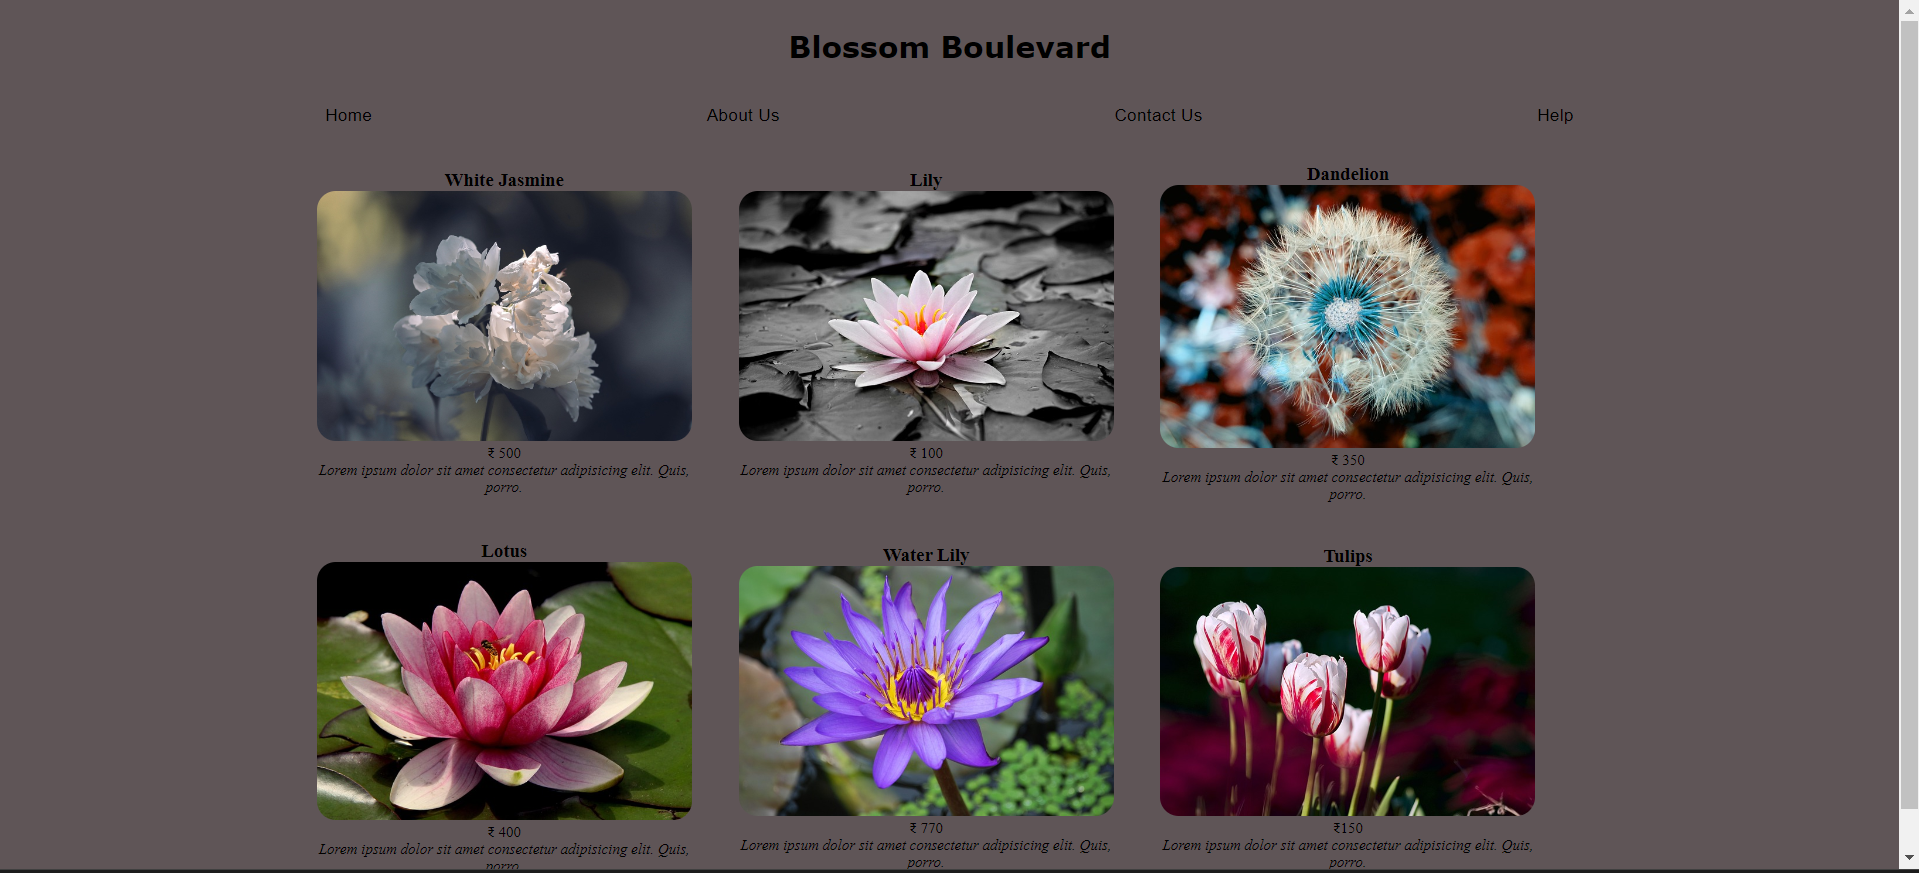 Blossom Boulevard
Home About Us Contact Us Help
White Jasmine
₹ 500
Lorem ipsum dolor sit amet consectetur adipisicing elit. Quis,
porro.
Lily
₹ 100
Lorem ipsum dolor sit amet consectetur adipisicing elit. Quis,
porro.
Dandelion
₹ 350
Lorem ipsum dolor sit amet consectetur adipisicing elit. Quis,
porro.
Lotus
₹ 400
Lorem ipsum dolor sit amet consectetur adipisicing elit. Quis,
porro.
Water Lily
₹ 770
Lorem ipsum dolor sit amet consectetur adipisicing elit. Quis,
porro.
Tulips
₹150
Lorem ipsum dolor sit amet consectetur adipisicing elit. Quis,
porro.